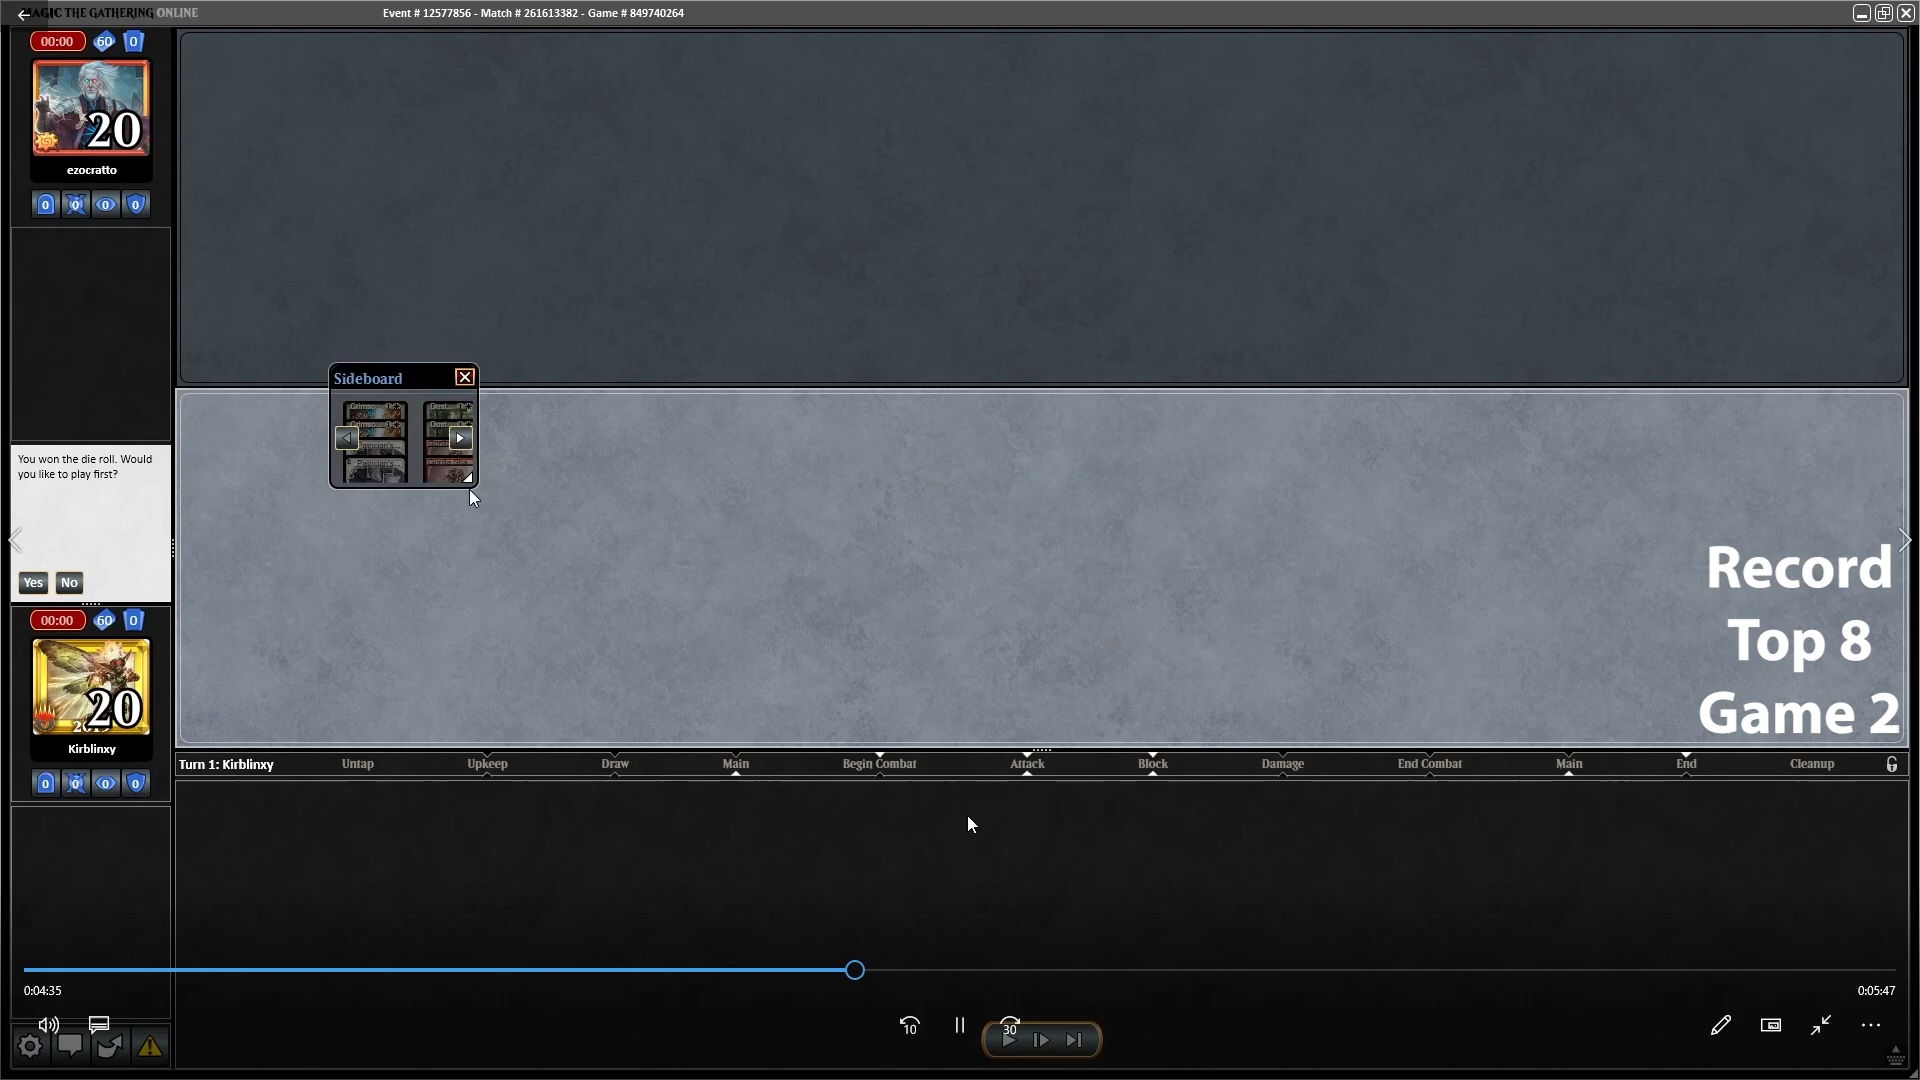 MAGIC THE GATHERING ONLINE
Event # 12577856 - Match # 261613382 - Game # 849740264
00:00 60 0
20
ezocratto
0 0 0 0
Sideboard
You won the die roll. Would
you like to play first?
Yes No
00:00 60 0
20
Kirblinxy
0 0 0 0
Record
Top 8
Game 2
Turn 1: Kirblinxy Untap Upkeep Draw Main Begin Combat Attack Block Damage End Combat Main End Cleanup
0:04:35 0:05:47
10 30